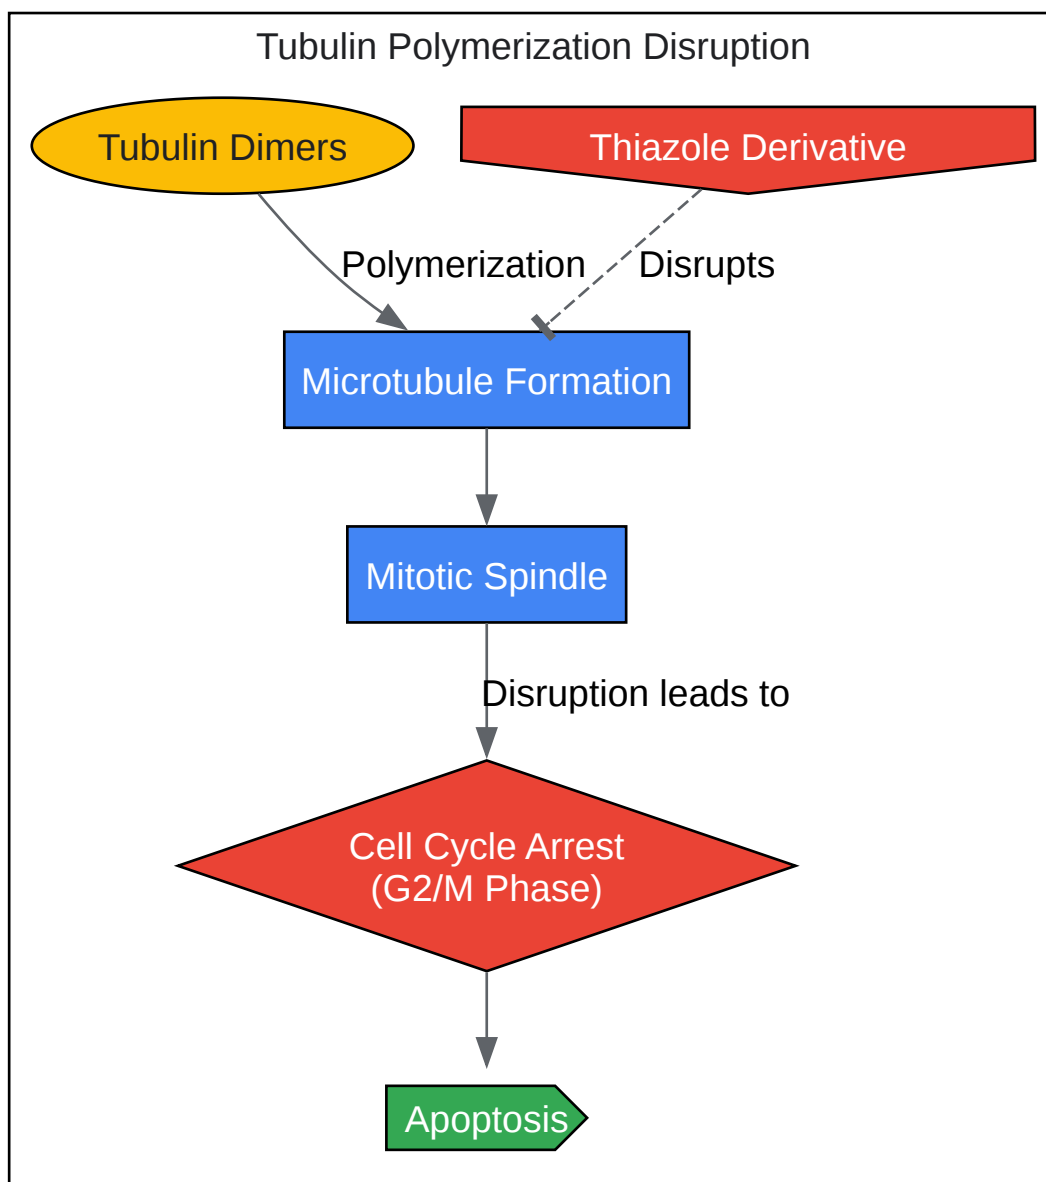 Tubulin Polymerization Disruption
Tubulin Dimers
Thiazole Derivative
Polymerization
Disrupts
Microtubule Formation
Mitotic Spindle
Disruption leads to
Cell Cycle Arrest
(G2/M Phase)
Apoptosis